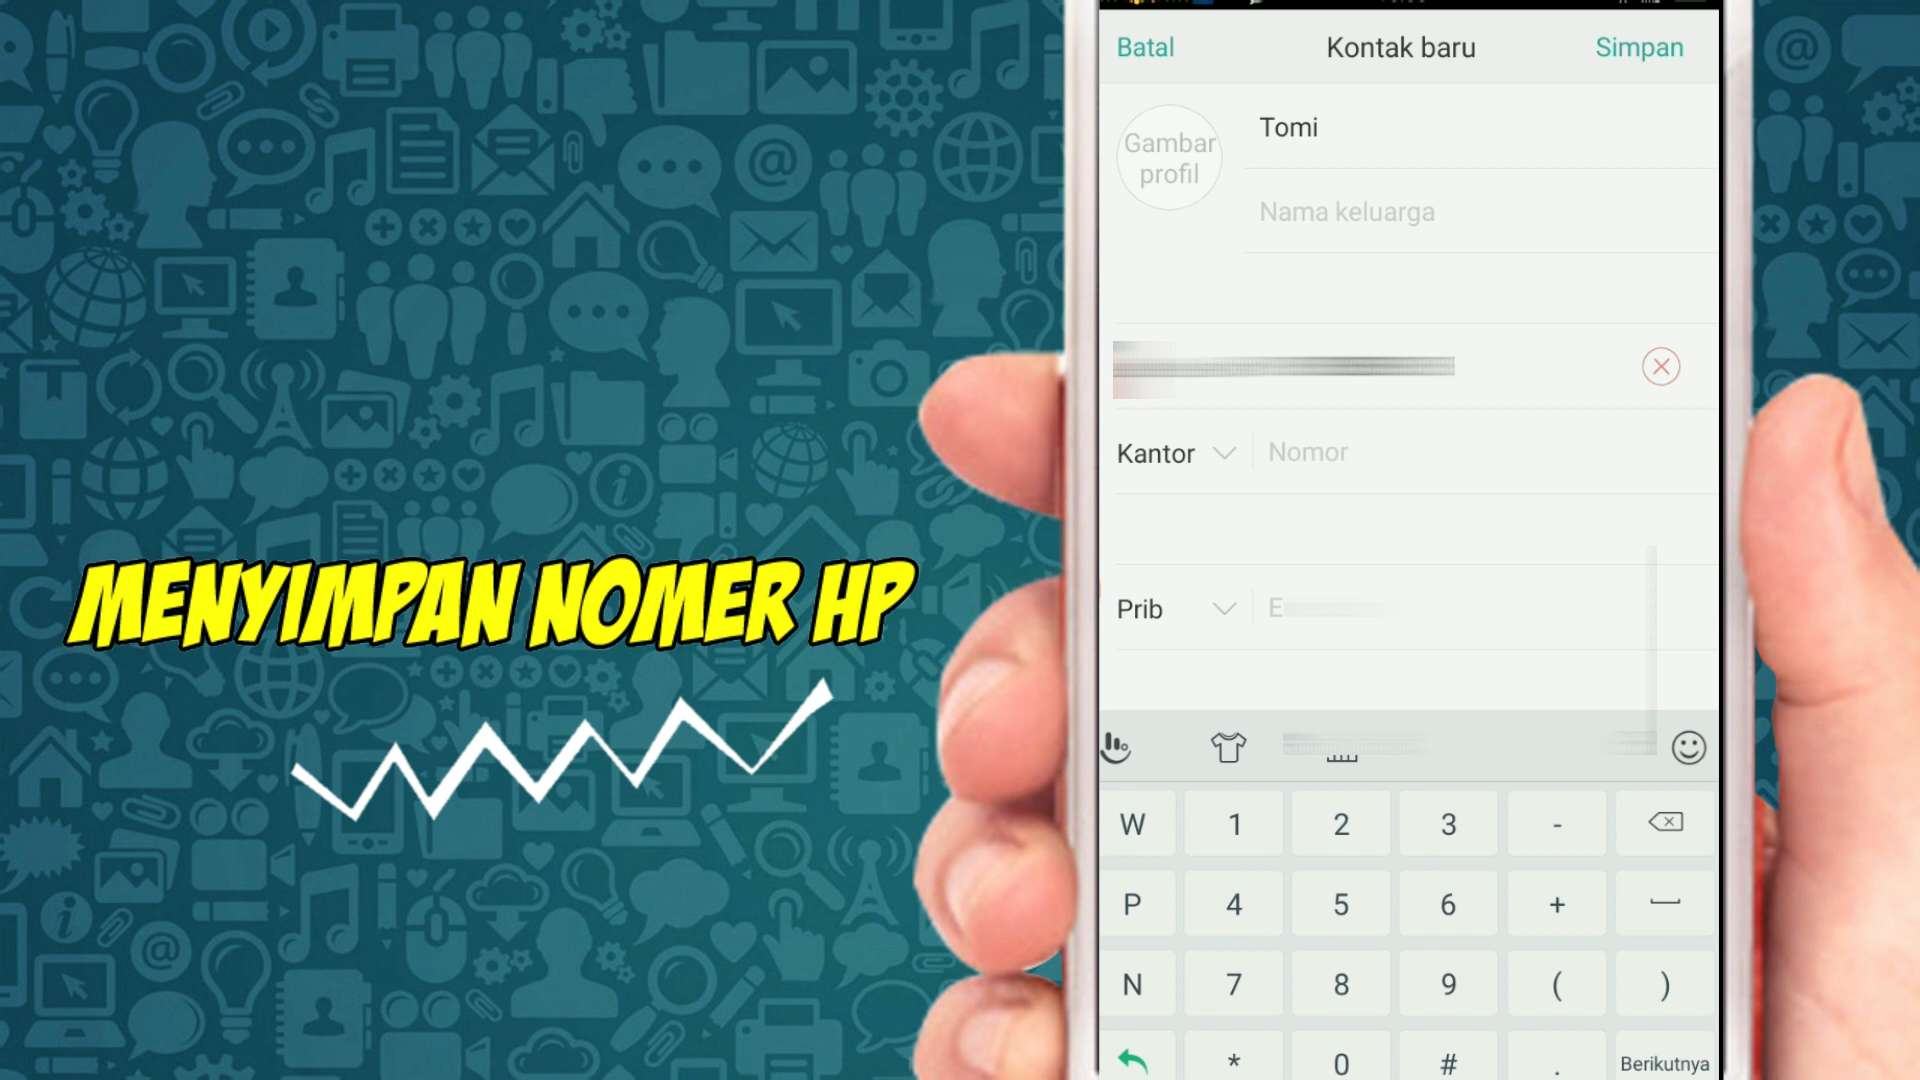 Batal Kontak baru Simpan
Gambar profil
Tomi
Nama keluarga
Kantor Nomor
MENYIMPAN NOMER HP
Prib E
W 1 2 3 -
P 4 5 6 +
N 7 8 9 ( )
* 0 # . Berikutnya